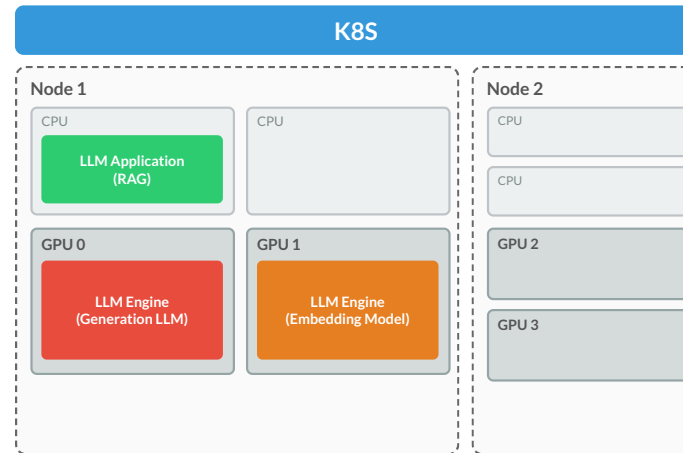 K8S
Node 1
CPU
LLM Application
(RAG)
CPU
GPU 0
LLM Engine
(Generation LLM)
GPU 1
LLM Engine
(Embedding Model)
Node 2
CPU
CPU
GPU 2
GPU 3